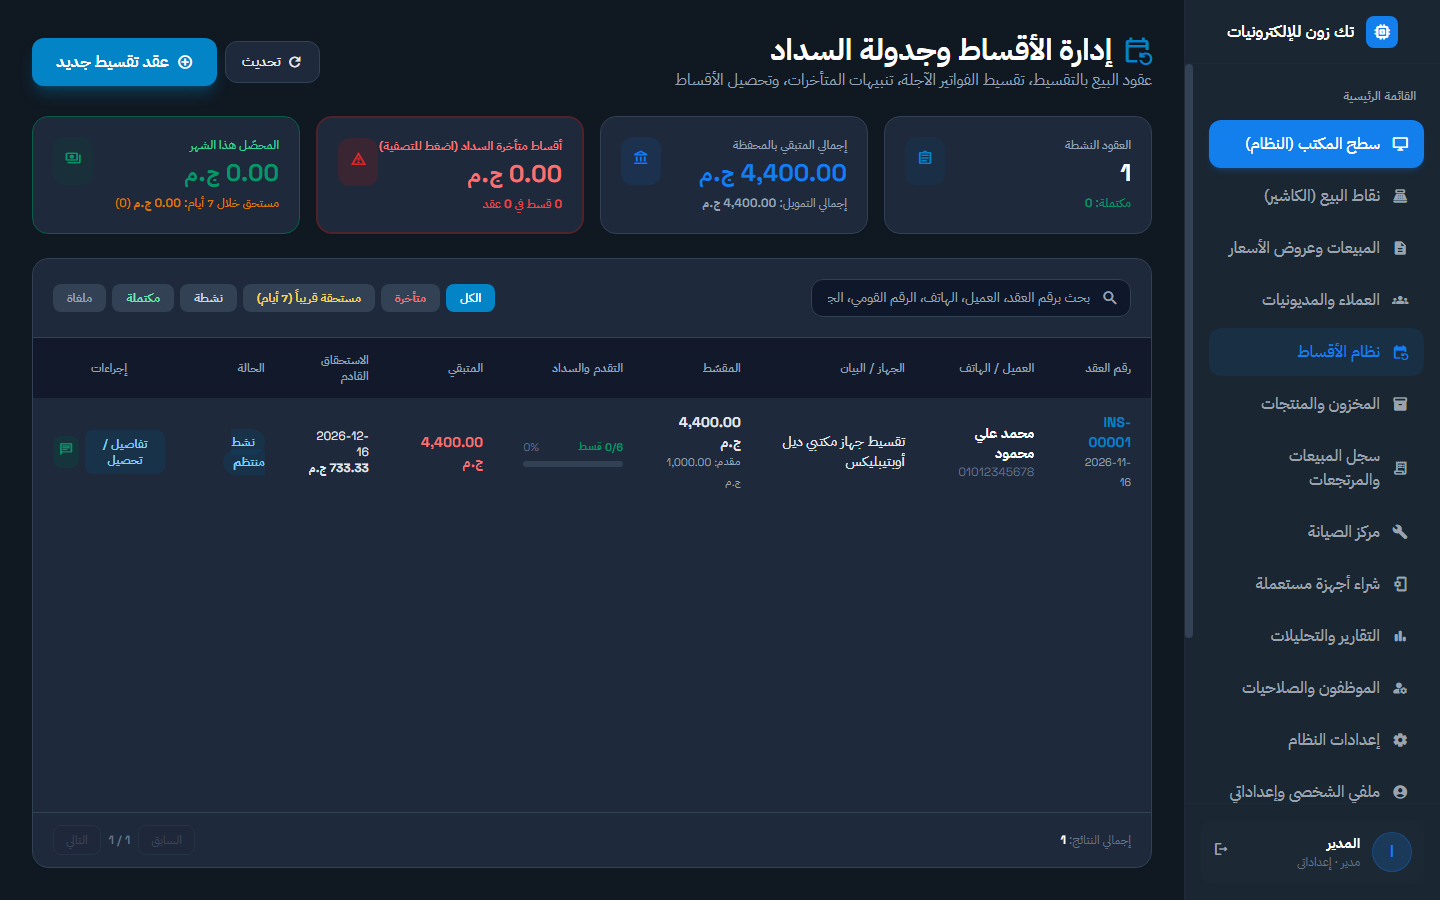 تك زون للإلكترونيات
القائمة الرئيسية
سطح المكتب (النظام)
نقاط البيع (الكاشير)
المبيعات وعروض الأسعار
العملاء والمديونيات
نظام الأقساط
المخزون والمنتجات
سجل المبيعات
والمرتجعات
مركز الصيانة
شراء أجهزة مستعملة
التقارير والتحليلات
الموظفون والصلاحيات
إعدادات النظام
ملفي الشخصي وإعداداتي
ا
المدير
مدير · إعداداتي
إدارة الأقساط وجدولة السداد
عقود البيع بالتقسيط، تقسيط الفواتير الآجلة، تنبيهات المتأخرات، وتحصيل الأقساط
تحديث
عقد تقسيط جديد
العقود النشطة
1
مكتملة: 0
إجمالي المتبقي بالمحفظة
4,400.00 ج.م
إجمالي التمويل: 4,400.00 ج.م
أقساط متأخرة السداد (اضغط للتصفية)
0.00 ج.م
0 قسط في 0 عقد
المحصّل هذا الشهر
0.00 ج.م
مستحق خلال 7 أيام: 0.00 ج.م (0)
بحث برقم العقد، العميل، الهاتف، الرقم القومي، الج
الكل
متأخرة
مستحقة قريباً (7 أيام)
نشطة
مكتملة
ملغاة
رقم العقد
العميل / الهاتف
الجهاز / البيان
المقسّط
التقدم والسداد
المتبقي
الاستحقاق
القادم
الحالة
إجراءات
INS-
00001
2026-11-
16
محمد علي
محمود
01012345678
تقسيط جهاز مكتبي ديل
أوبتيبليكس
4,400.00
ج.م
مقدم: 1,000.00
ج.م
0/6 قسط
0%
4,400.00
ج.م
2026-12-
16
733.33 ج.م
نشط
منتظم
تفاصيل /
تحصيل
إجمالي النتائج: 1
السابق
1 / 1
التالي